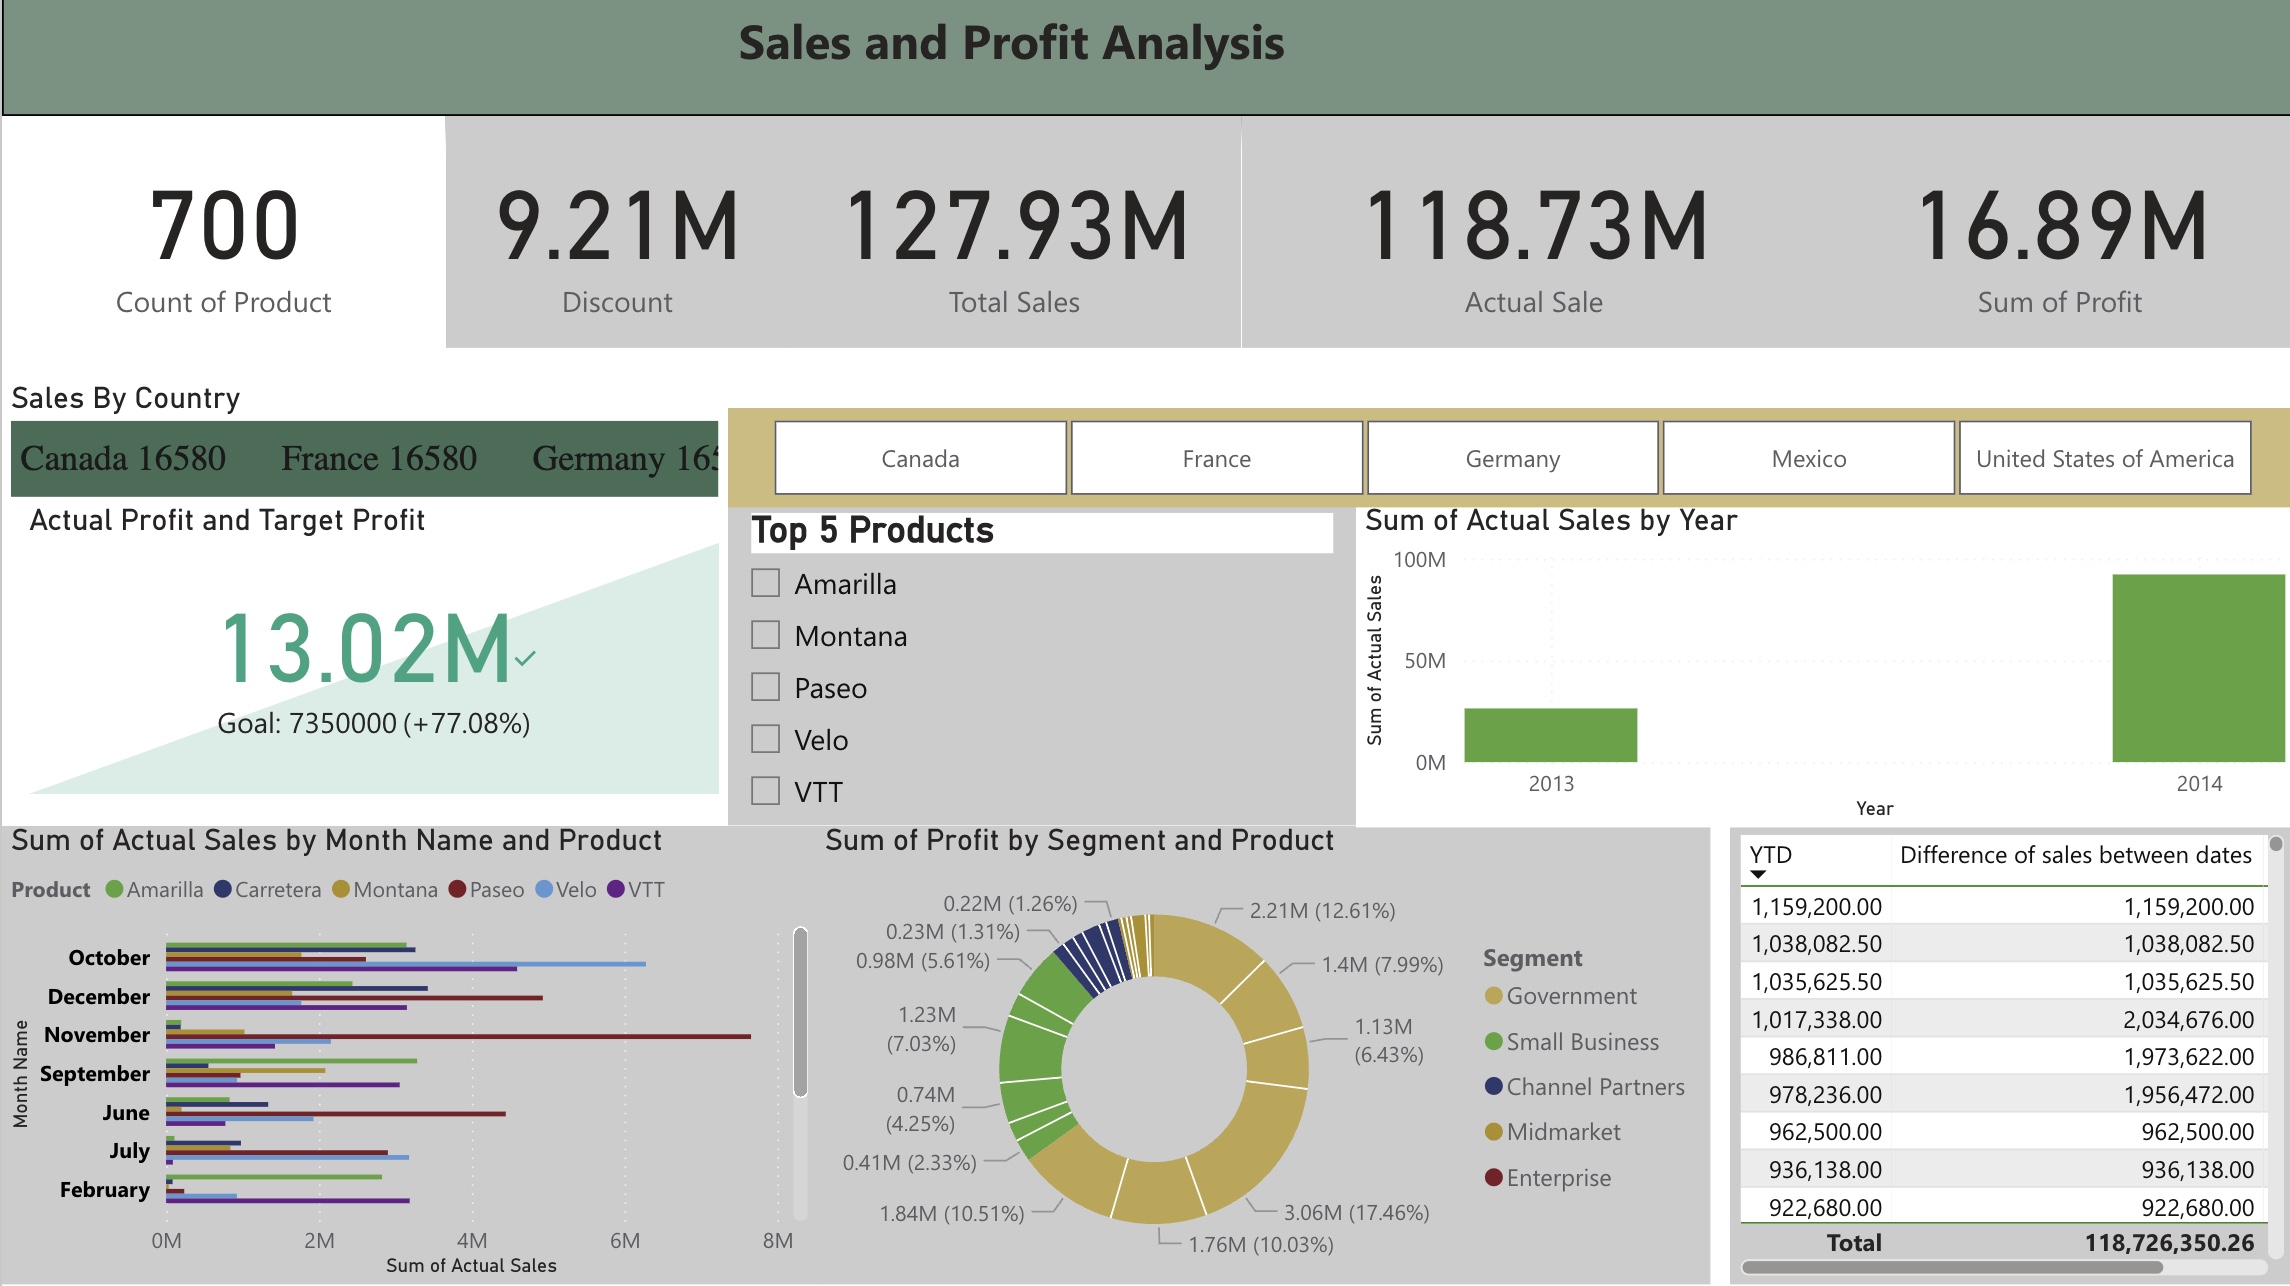 Sales and Profit Analysis
700
Count of Product
9.21M
Discount
127.93M
Total Sales
118.73M
Actual Sale
16.89M
Sum of Profit
Sales By Country
Canada 16580 France 16580 Germany 165
Canada
France
Germany
Mexico
United States of America
Actual Profit and Target Profit
13.02M
Goal: 7350000 (+77.08%)
Top 5 Products
Amarilla
Montana
Paseo
Velo
VTT
Sum of Actual Sales by Year
Sum of Actual Sales
100M
50M
0M
2013
2014
Year
Sum of Actual Sales by Month Name and Product
Product Amarilla Carretera Montana Paseo Velo VTT
Month Name
October
December
November
September
June
July
February
0M 2M 4M 6M 8M
Sum of Actual Sales
Sum of Profit by Segment and Product
2.21M (12.61%)
1.4M (7.99%)
1.13M
(6.43%)
3.06M (17.46%)
1.76M (10.03%)
1.84M (10.51%)
0.41M (2.33%)
0.74M
(4.25%)
1.23M
(7.03%)
0.98M (5.61%)
0.23M (1.31%)
0.22M (1.26%)
Segment
Government
Small Business
Channel Partners
Midmarket
Enterprise
YTD Difference of sales between dates
1,159,200.00 1,159,200.00
1,038,082.50 1,038,082.50
1,035,625.50 1,035,625.50
1,017,338.00 2,034,676.00
986,811.00 1,973,622.00
978,236.00 1,956,472.00
962,500.00 962,500.00
936,138.00 936,138.00
922,680.00 922,680.00
Total 118,726,350.26